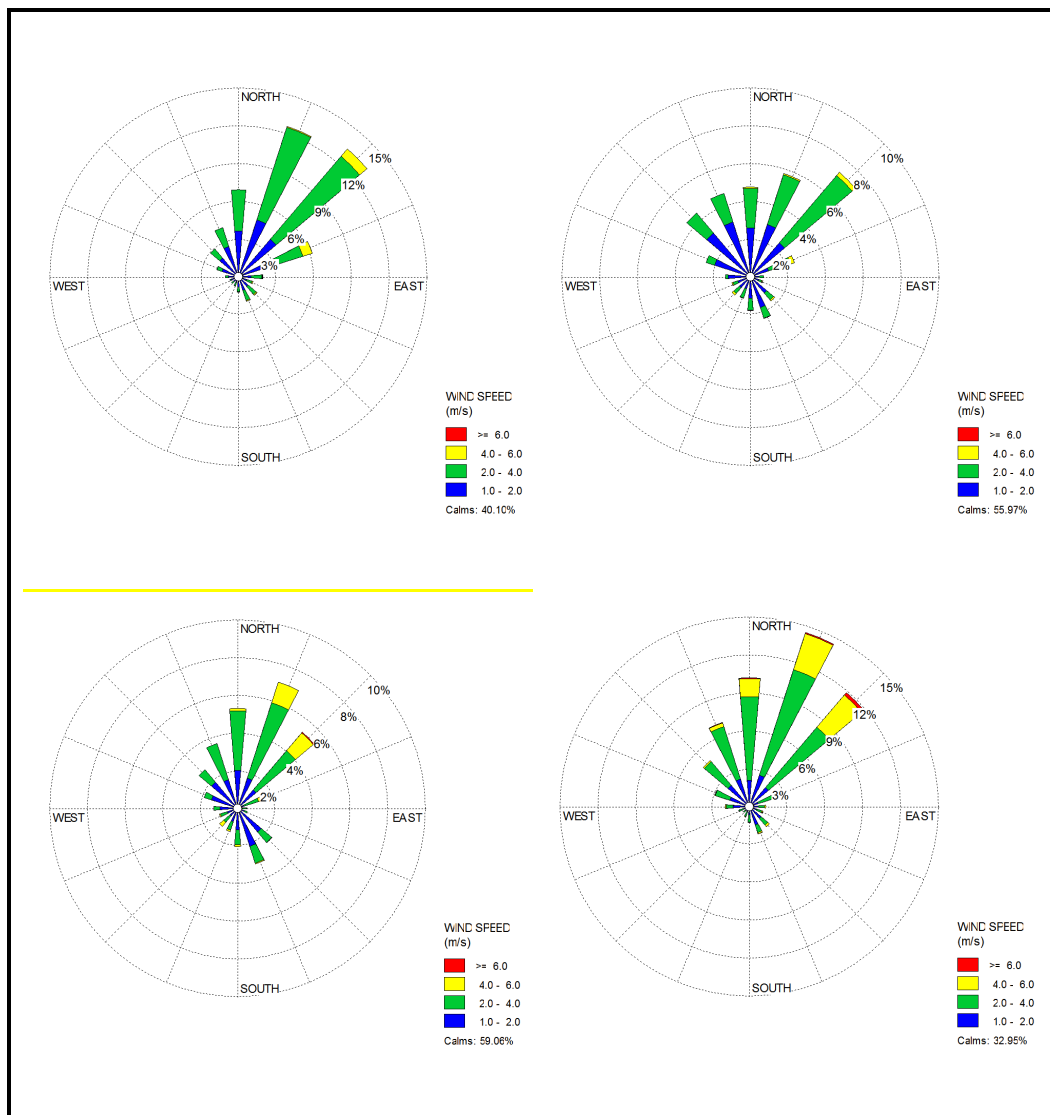 NORTH
15%
12%
9%
6%
3%
WEST
EAST
SOUTH
WIND SPEED
(m/s)
>= 6.0
4.0 - 6.0
2.0 - 4.0
1.0 - 2.0
Calms: 40.10%
NORTH
10%
8%
6%
4%
2%
WEST
EAST
SOUTH
WIND SPEED
(m/s)
>= 6.0
4.0 - 6.0
2.0 - 4.0
1.0 - 2.0
Calms: 55.97%
NORTH
10%
8%
6%
4%
2%
WEST
EAST
SOUTH
WIND SPEED
(m/s)
>= 6.0
4.0 - 6.0
2.0 - 4.0
1.0 - 2.0
Calms: 59.06%
NORTH
15%
12%
9%
6%
3%
WEST
EAST
SOUTH
WIND SPEED
(m/s)
>= 6.0
4.0 - 6.0
2.0 - 4.0
1.0 - 2.0
Calms: 32.95%